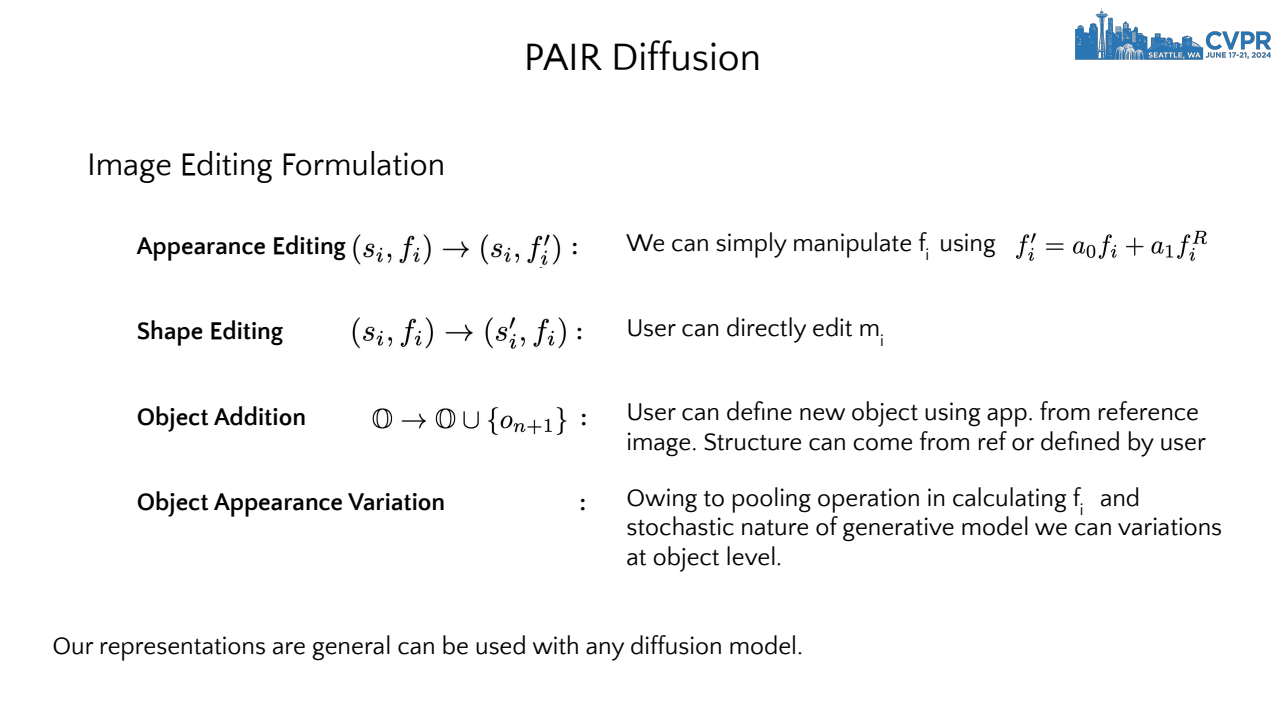 PAIR Diffusion
CVPR
SEATTLE, WA JUNE 17-21, 2024
Image Editing Formulation
Appearance Editing (s_i, f_i) → (s_i, f'_i) : We can simply manipulate f_i using f'_i = a_0 f_i + a_1 f_i^R
Shape Editing (s_i, f_i) → (s'_i, f_i) : User can directly edit m_i
Object Addition 𝕆 → 𝕆 ∪ {o_{n+1}} : User can define new object using app. from reference
image. Structure can come from ref or defined by user
Object Appearance Variation : Owing to pooling operation in calculating f_i and
stochastic nature of generative model we can variations
at object level.
Our representations are general can be used with any diffusion model.